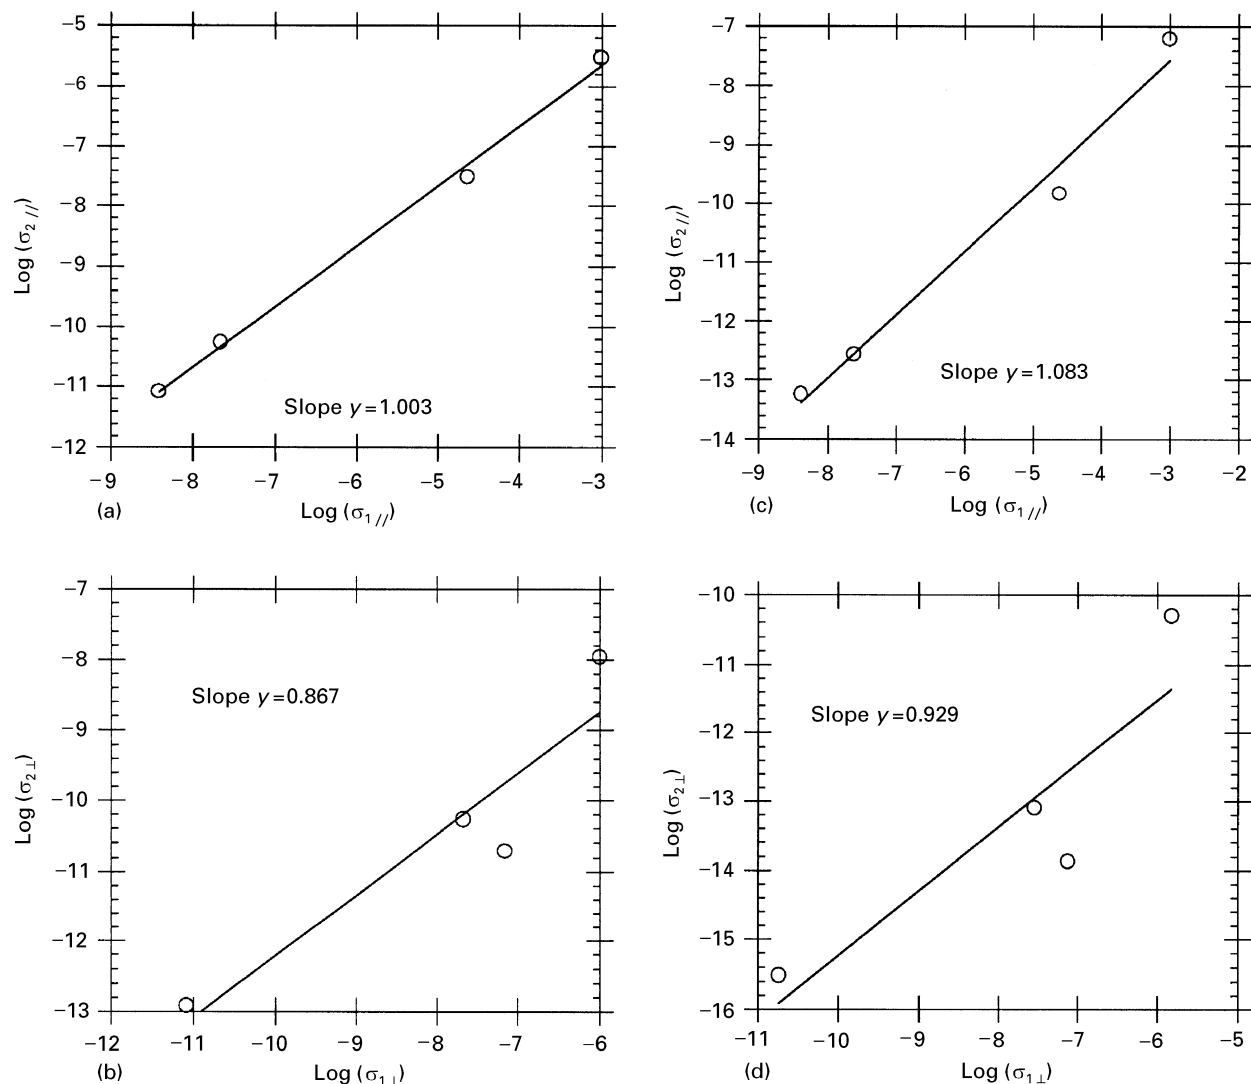 −5
−6
−7
−8
−9
−10
−11
−12
Log (σ2 //)
Slope y=1.003
−9 −8 −7 −6 −5 −4 −3
(a) Log (σ1 //)
−7
−8
−9
−10
−11
−12
−13
−14
Log (σ2 //)
Slope y=1.083
−9 −8 −7 −6 −5 −4 −3 −2
(c) Log (σ1 //)
−7
−8
−9
−10
−11
−12
−13
Log (σ2⊥)
Slope y=0.867
−12 −11 −10 −9 −8 −7 −6
(b) Log (σ1⊥)
−10
−11
−12
−13
−14
−15
−16
Log (σ2⊥)
Slope y=0.929
−11 −10 −9 −8 −7 −6 −5
(d) Log (σ1⊥)